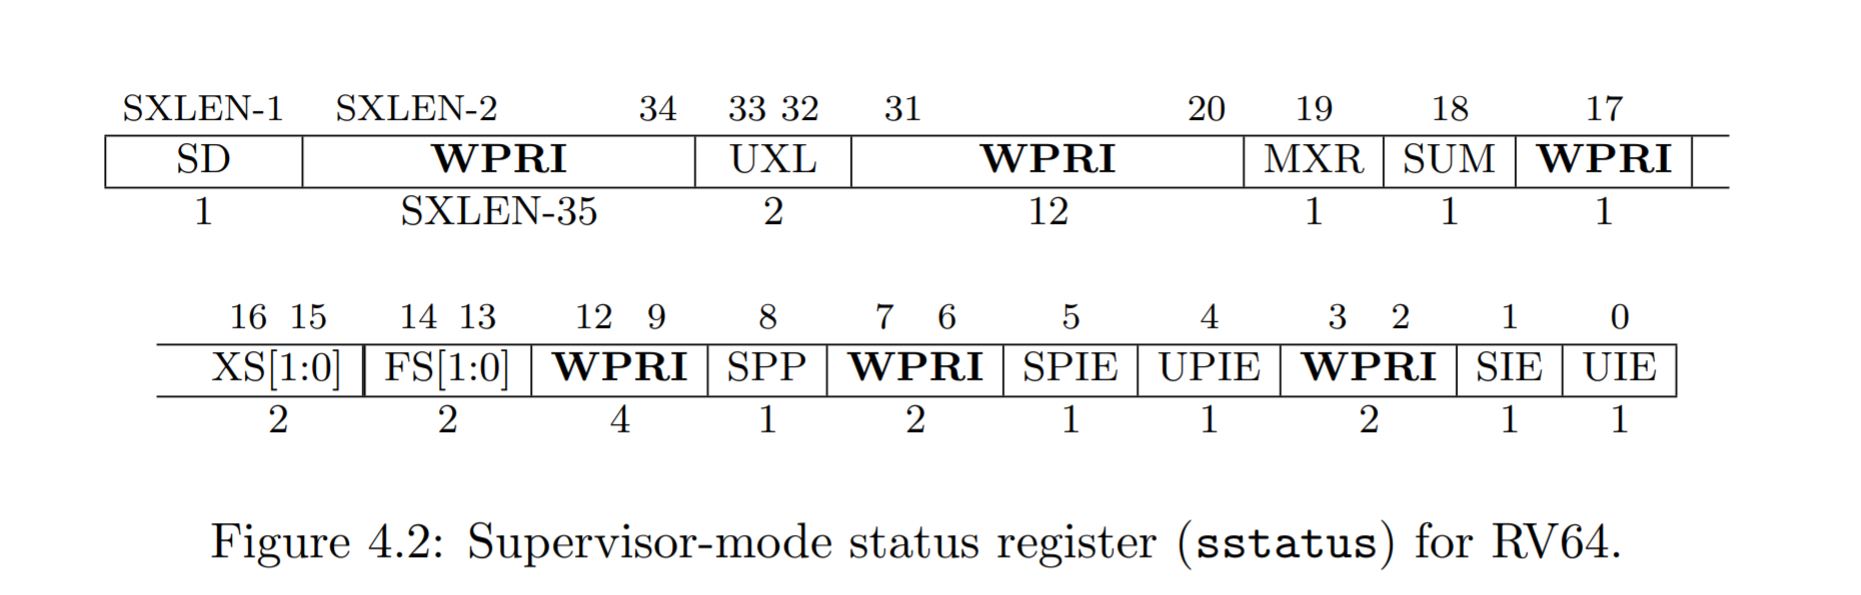 SXLEN-1 SXLEN-2 34 33 32 31 20 19 18 17
SD WPRI UXL WPRI MXR SUM WPRI
1 SXLEN-35 2 12 1 1 1
16 15 14 13 12 9 8 7 6 5 4 3 2 1 0
XS[1:0] FS[1:0] WPRI SPP WPRI SPIE UPIE WPRI SIE UIE
2 2 4 1 2 1 1 2 1 1
Figure 4.2: Supervisor-mode status register (sstatus) for RV64.